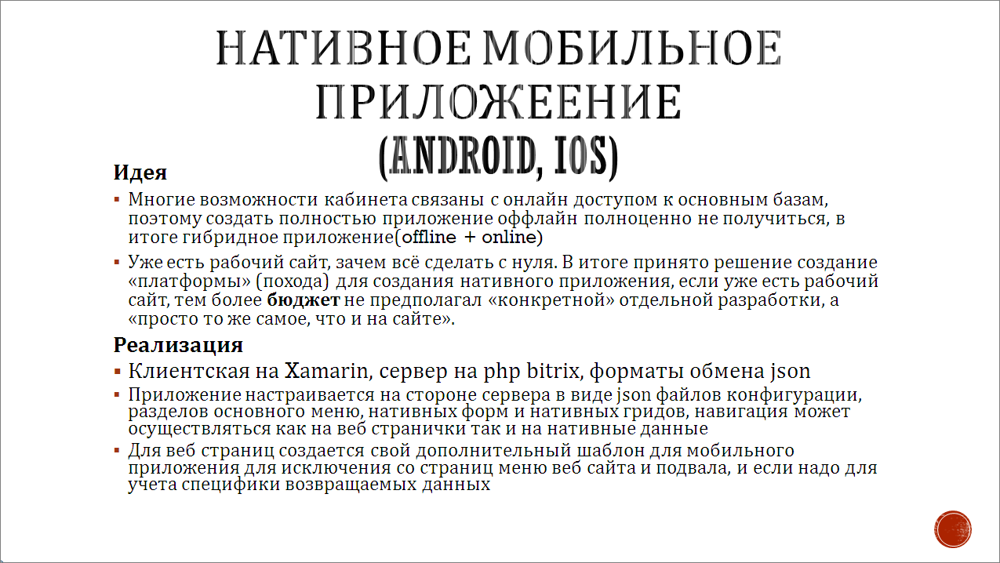 НАТИВНОЕ МОБИЛЬНОЕ
ПРИЛОЖЕЕНИЕ
(ANDROID, IOS)
Идея
▪ Многие возможности кабинета связаны с онлайн доступом к основным базам,
поэтому создать полностью приложение оффлайн полноценно не получиться, в
итоге гибридное приложение(offline + online)
▪ Уже есть рабочий сайт, зачем всё сделать с нуля. В итоге принято решение создание
«платформы» (похода) для создания нативного приложения, если уже есть рабочий
сайт, тем более бюджет не предполагал «конкретной» отдельной разработки, а
«просто то же самое, что и на сайте».
Реализация
▪ Клиентская на Xamarin, сервер на php bitrix, форматы обмена json
▪ Приложение настраивается на стороне сервера в виде json файлов конфигурации,
разделов основного меню, нативных форм и нативных гридов, навигация может
осуществляться как на веб странички так и на нативные данные
▪ Для веб страниц создается свой дополнительный шаблон для мобильного
приложения для исключения со страниц меню веб сайта и подвала, и если надо для
учета специфики возвращаемых данных